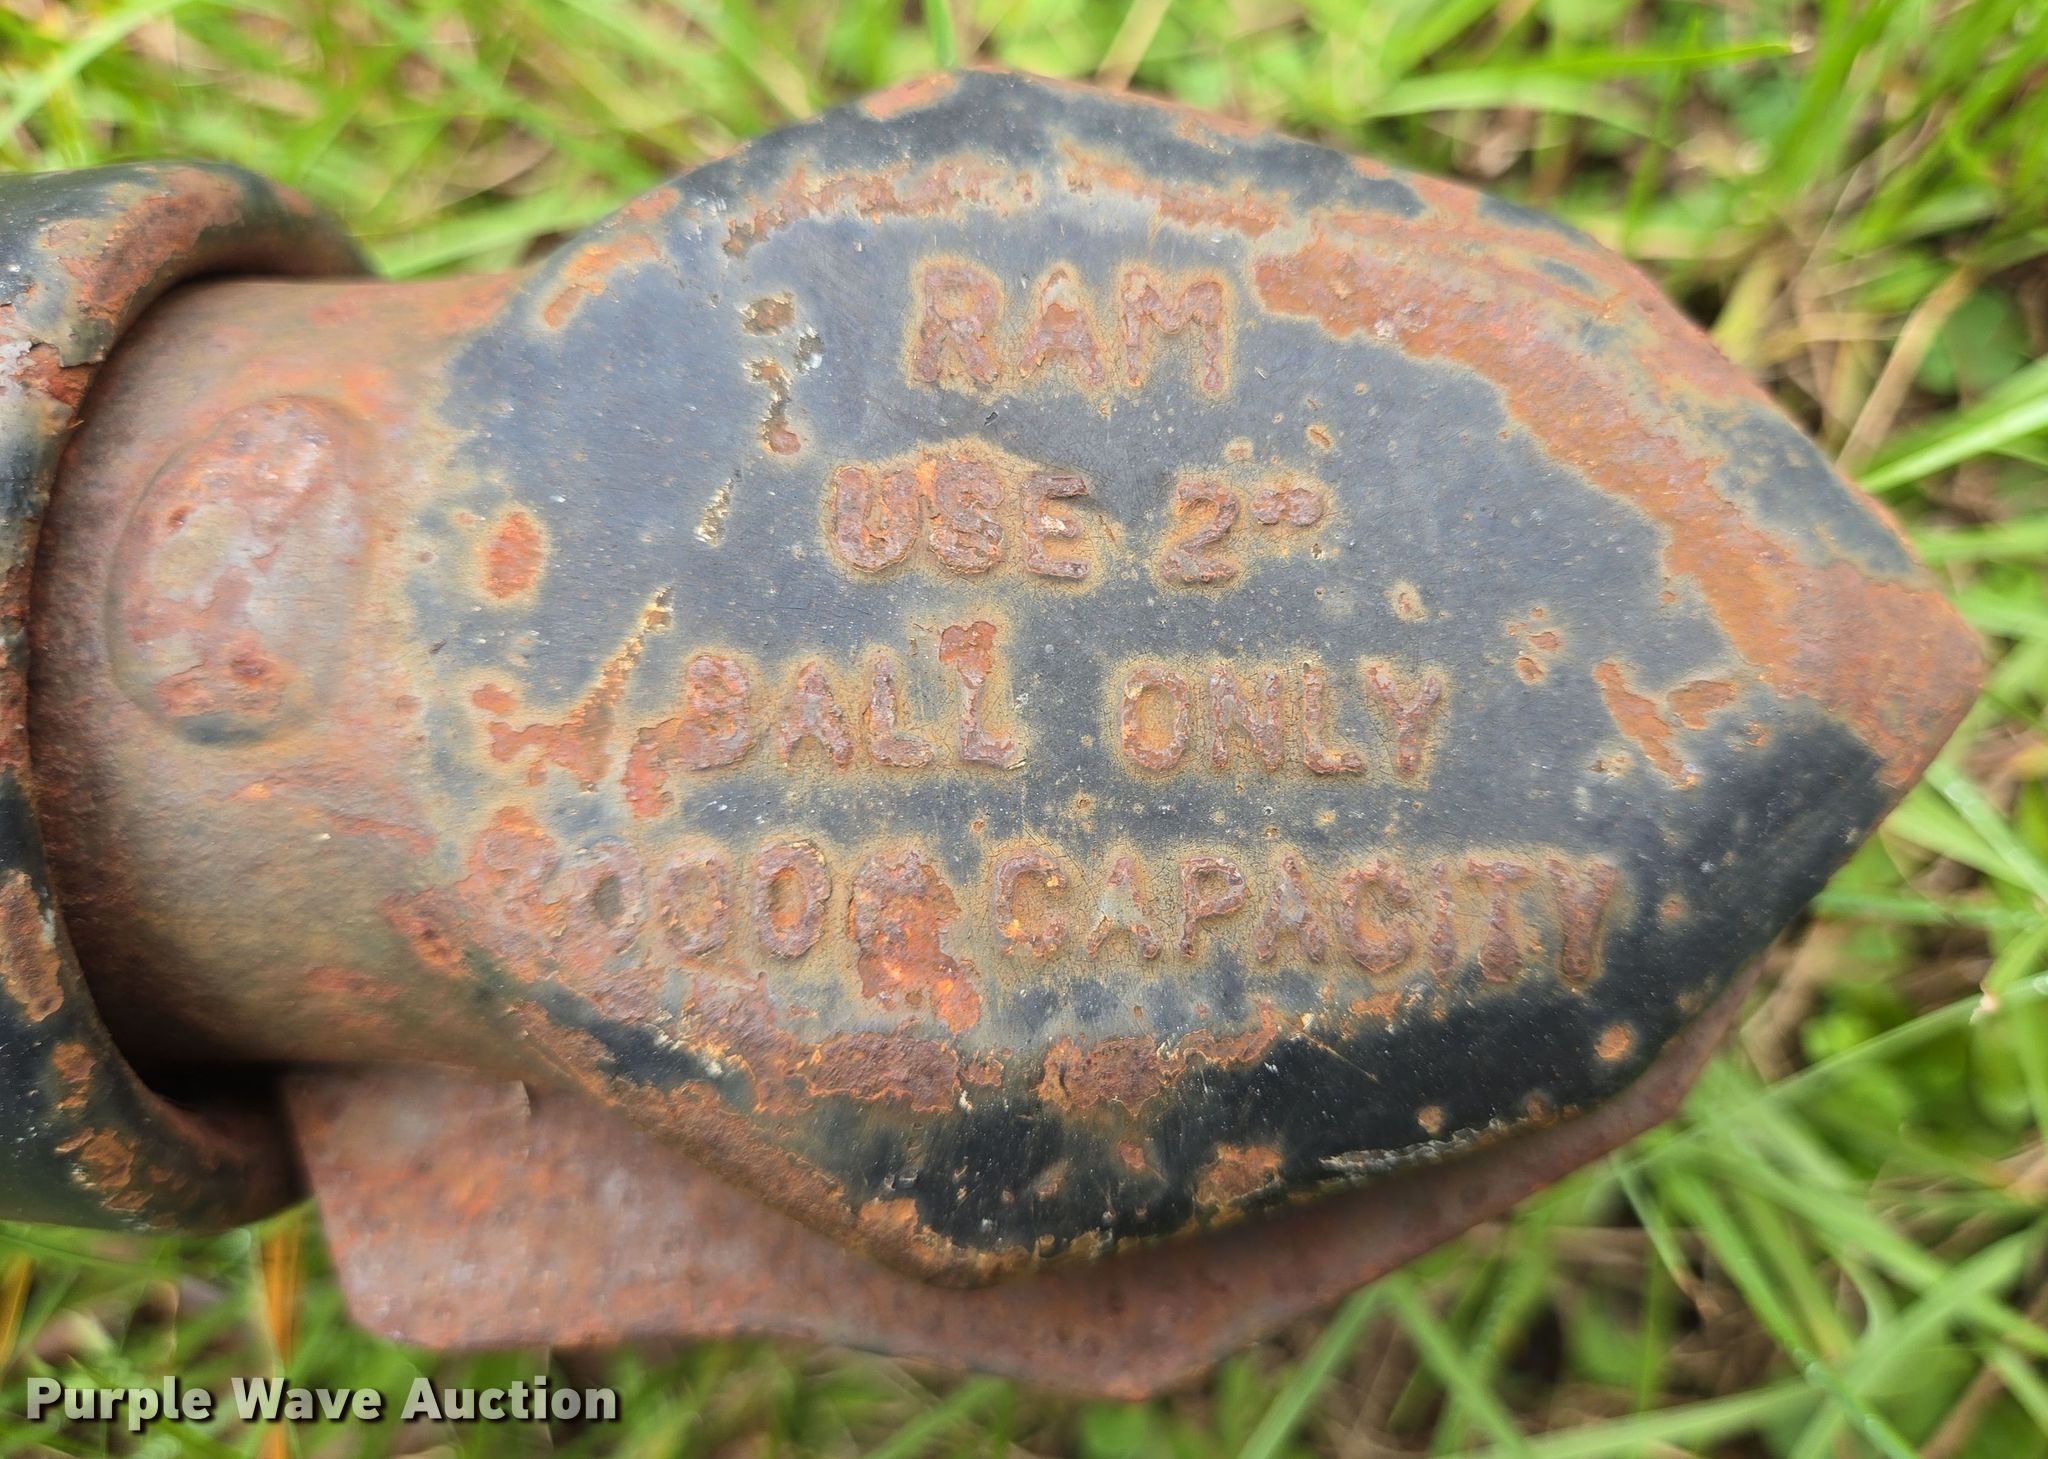 RAM
USE 2"
BALL ONLY
CAPACITY
Purple Wave Auction